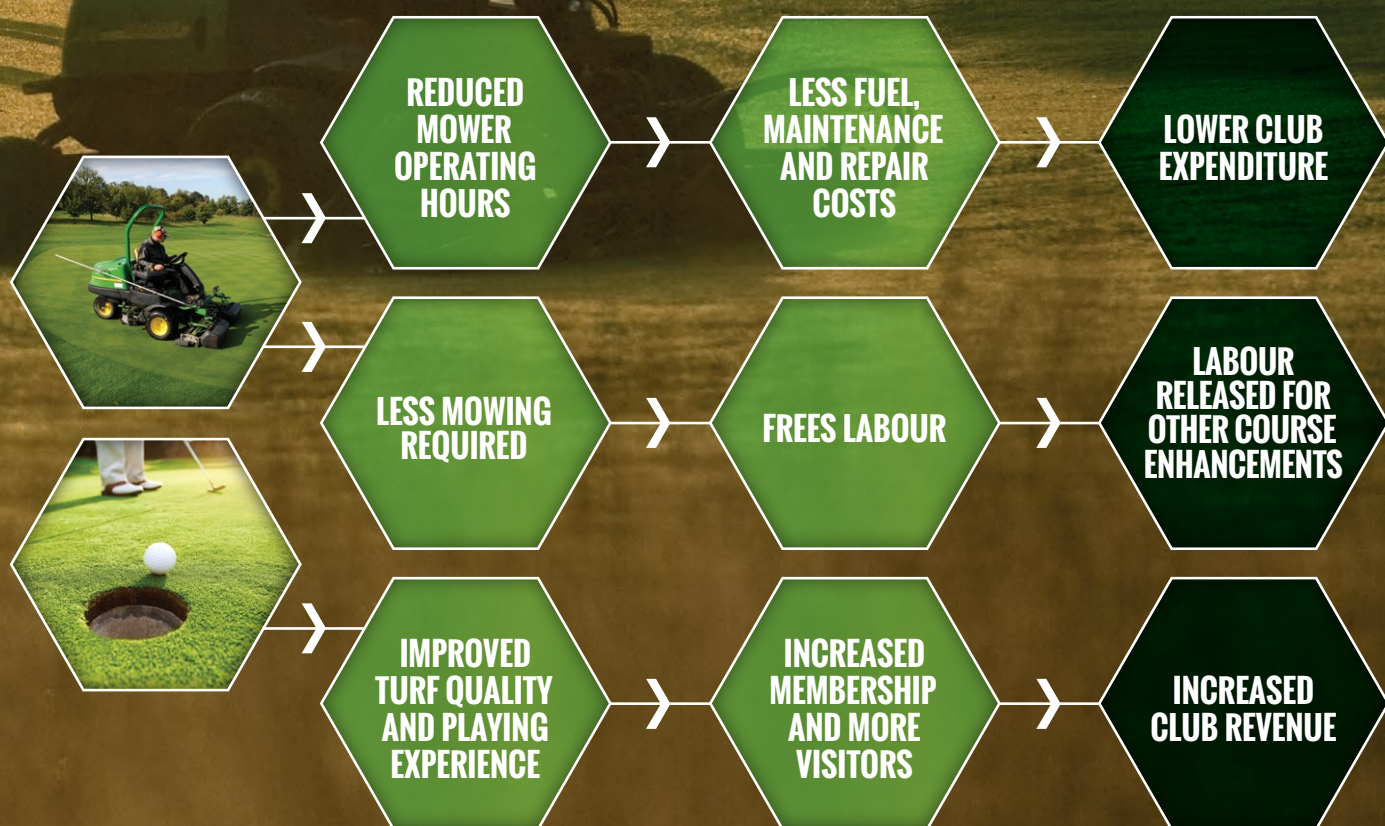 REDUCED
MOWER
OPERATING
HOURS
LESS FUEL,
MAINTENANCE
AND REPAIR
COSTS
LOWER CLUB
EXPENDITURE
LESS MOWING
REQUIRED
FREES LABOUR
LABOUR
RELEASED FOR
OTHER COURSE
ENHANCEMENTS
IMPROVED
TURF QUALITY
AND PLAYING
EXPERIENCE
INCREASED
MEMBERSHIP
AND MORE
VISITORS
INCREASED
CLUB REVENUE